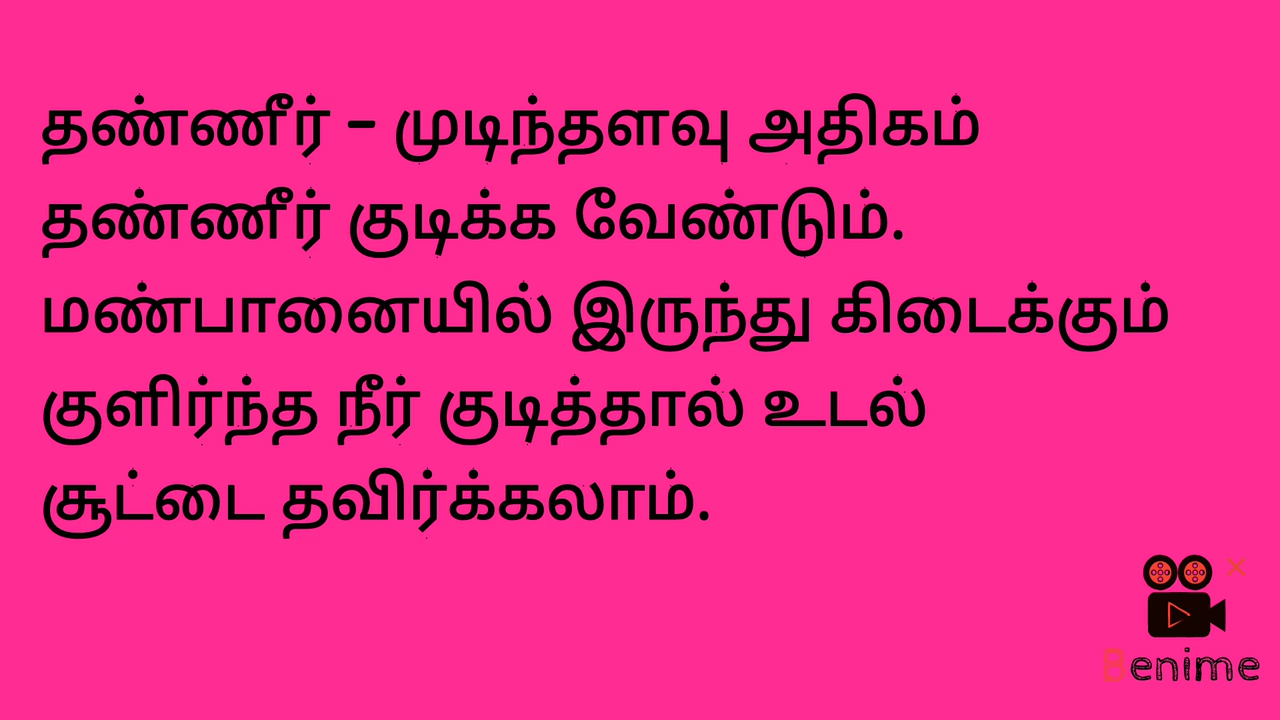 தண்ணீர் - முடிந்தளவு அதிகம்
தண்ணீர் குடிக்க வேண்டும்.
மண்பானையில் இருந்து கிடைக்கும்
குளிர்ந்த நீர் குடித்தால் உடல்
சூட்டை தவிர்க்கலாம்.
Benime